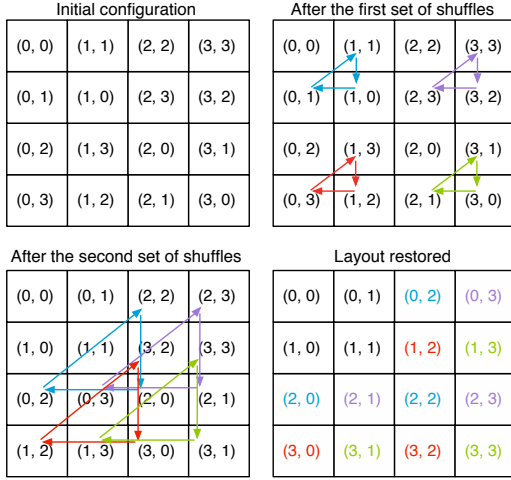 Initial configuration
(0, 0) (1, 1) (2, 2) (3, 3)
(0, 1) (1, 0) (2, 3) (3, 2)
(0, 2) (1, 3) (2, 0) (3, 1)
(0, 3) (1, 2) (2, 1) (3, 0)
After the first set of shuffles
(0, 0) (1, 1) (2, 2) (3, 3)
(0, 1) (1, 0) (2, 3) (3, 2)
(0, 2) (1, 3) (2, 0) (3, 1)
(0, 3) (1, 2) (2, 1) (3, 0)
After the second set of shuffles
(0, 0) (0, 1) (2, 2) (2, 3)
(1, 0) (1, 1) (3, 2) (3, 3)
(0, 2) (0, 3) (2, 0) (2, 1)
(1, 2) (1, 3) (3, 0) (3, 1)
Layout restored
(0, 0) (0, 1) (0, 2) (0, 3)
(1, 0) (1, 1) (1, 2) (1, 3)
(2, 0) (2, 1) (2, 2) (2, 3)
(3, 0) (3, 1) (3, 2) (3, 3)